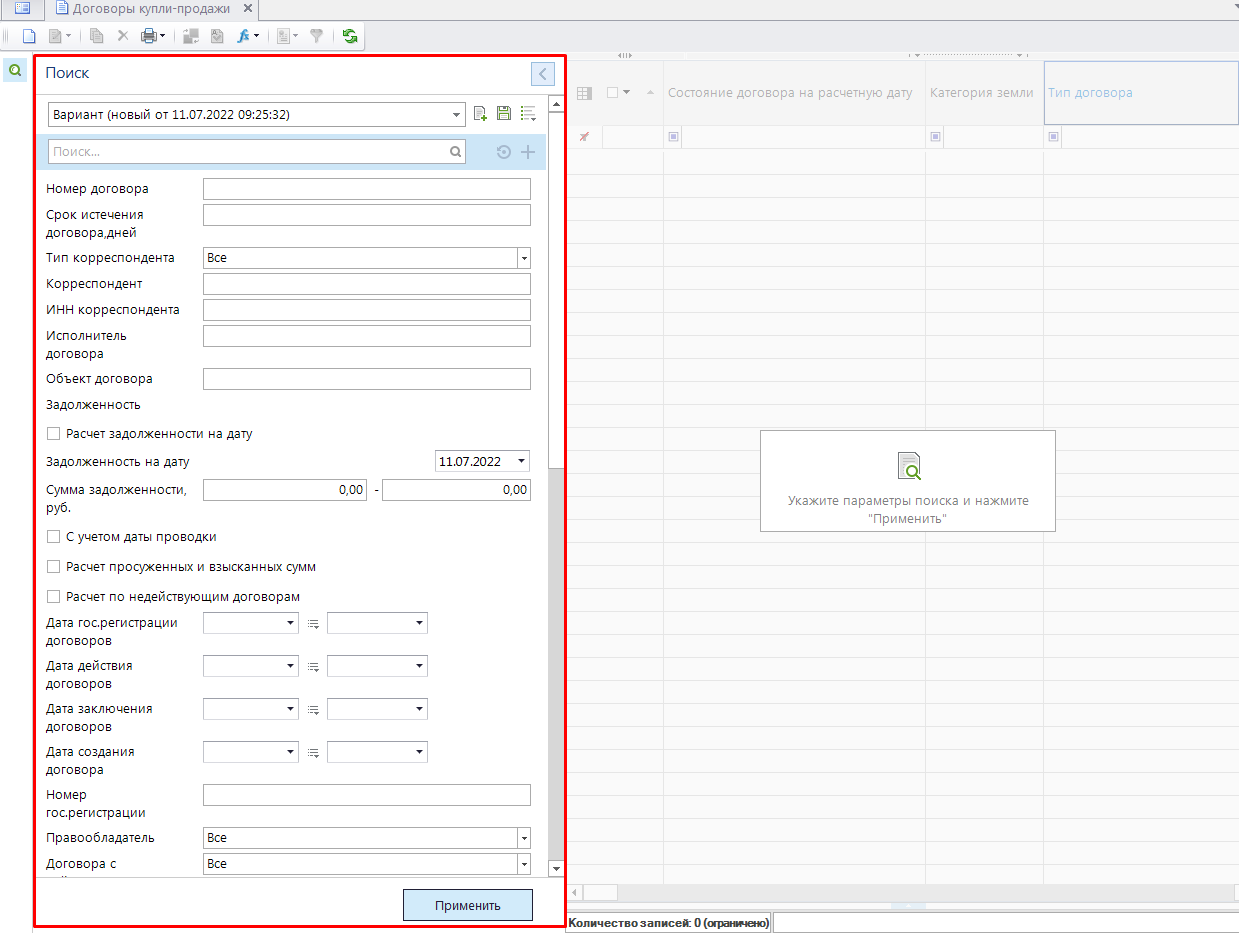 Договоры купли-продажи
Поиск
Вариант (новый от 11.07.2022 09:25:32)
Поиск...
Номер договора
Срок истечения
договора,дней
Тип корреспондента
Все
Корреспондент
ИНН корреспондента
Исполнитель
договора
Объект договора
Задолженность
Расчет задолженности на дату
Задолженность на дату
11.07.2022
Сумма задолженности,
руб.
0,00 - 0,00
С учетом даты проводки
Расчет просуженных и взысканных сумм
Расчет по недействующим договорам
Дата гос.регистрации
договоров
Дата действия
договоров
Дата заключения
договоров
Дата создания
договора
Номер
гос.регистрации
Правообладатель
Все
Договора с
Все
Применить
Состояние договора на расчетную дату
Категория земли
Тип договора
Укажите параметры поиска и нажмите
"Применить"
Количество записей: 0 (ограничено)